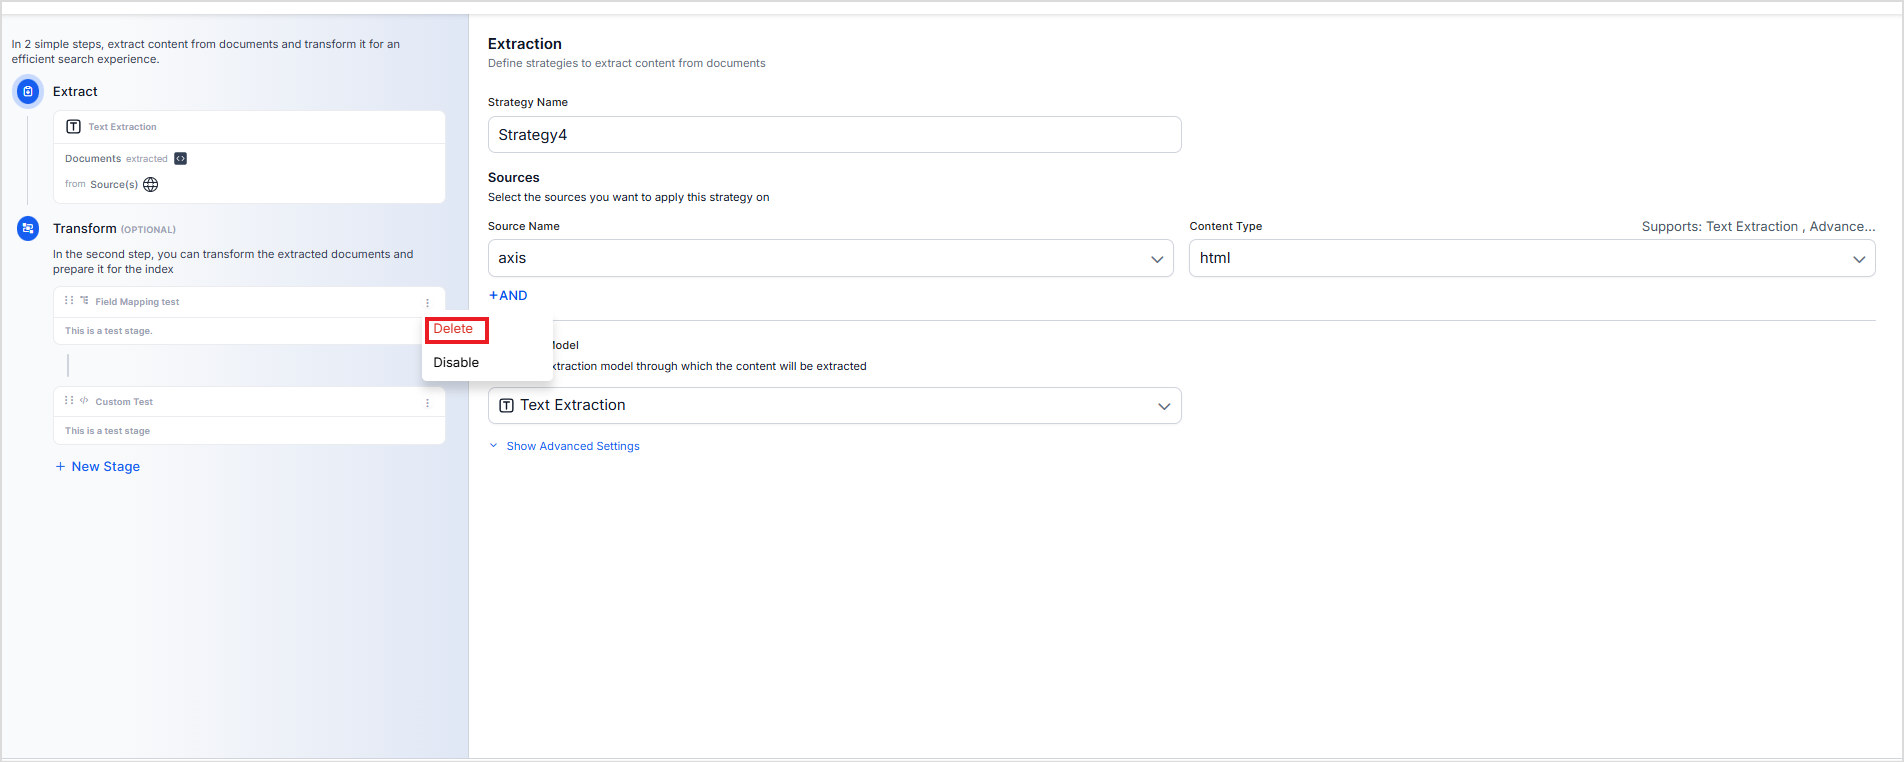 In 2 simple steps, extract content from documents and transform it for an
efficient search experience.
Extract
Text Extraction
Documents extracted
from Source(s)
Transform (OPTIONAL)
In the second step, you can transform the extracted documents and
prepare it for the index
Field Mapping test
This is a test stage.
Delete
Disable
Custom Test
This is a test stage
+ New Stage
Extraction
Define strategies to extract content from documents
Strategy Name
Strategy4
Sources
Select the sources you want to apply this strategy on
Source Name
axis
Content Type
Supports: Text Extraction , Advance...
html
+AND
Model
xtraction model through which the content will be extracted
Text Extraction
Show Advanced Settings